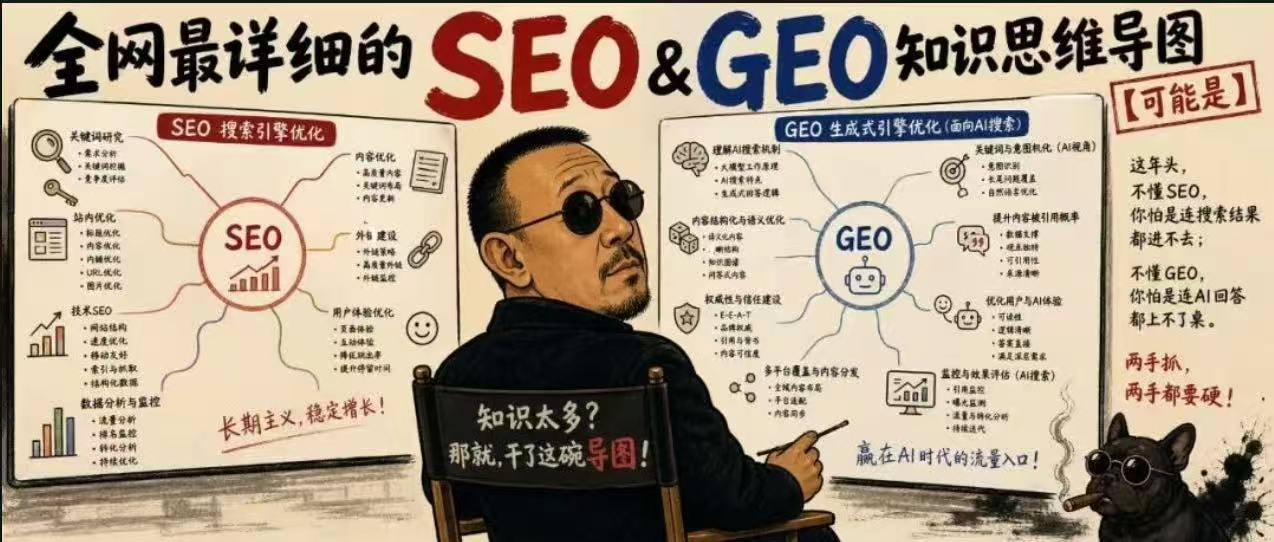 全网最详细的 SEO & GEO 知识思维导图
【可能是】
SEO 搜索引擎优化
关键词研究
• 需求分析
• 关键词挖掘
• 竞争度评估
站内优化
• 标题优化
• 内容优化
• 内链优化
• URL优化
• 图片优化
技术SEO
• 网站结构
• 速度优化
• 移动友好
• 索引与抓取
• 结构化数据
数据分析与监控
• 流量分析
• 排名监控
• 转化分析
• 持续优化
SEO
内容优化
• 高质量内容
• 关键词布局
• 内容更新
建设
• 外链策略
• 高质量外链
• 外链监控
用户体验优化
• 页面体验
• 互动体验
• 降低跳出率
• 提升停留时间
长期主义,稳定增长!
GEO 生成式引擎优化(面向AI搜索)
理解AI搜索机制
• 大模型工作原理
• AI搜索特点
• 生成式回答逻辑
内容结构化与语义优化
• 语义化内容
• 结构
• 知识图谱
• 问答式内容
权威性与信任建设
• E-E-A-T
• 品牌权威
• 引用与背书
• 内容可信度
多平台覆盖与内容分发
• 全域内容布局
• 平台适配
• 内容同步
GEO
关键词与意图机化(AI视角)
• 意图识别
• 长尾问题覆盖
• 自然语言优化
提升内容被引用概率
• 数据支撑
• 观点独特
• 可引用性
• 来源清晰
优化用户与AI体验
• 可读性
• 逻辑清晰
• 答案直接
• 满足深层需求
监控与效果评估(AI搜索)
• 引用监控
• 曝光监测
• 流量与转化分析
• 持续迭代
赢在AI时代的流量入口!
知识太多?
那就,干了这碗导图!
这年头,
不懂SEO,
你怕是连搜索结果
都进不去;
不懂GEO,
你怕是连AI回答
都上不了桌。
两手抓,
两手都要硬!